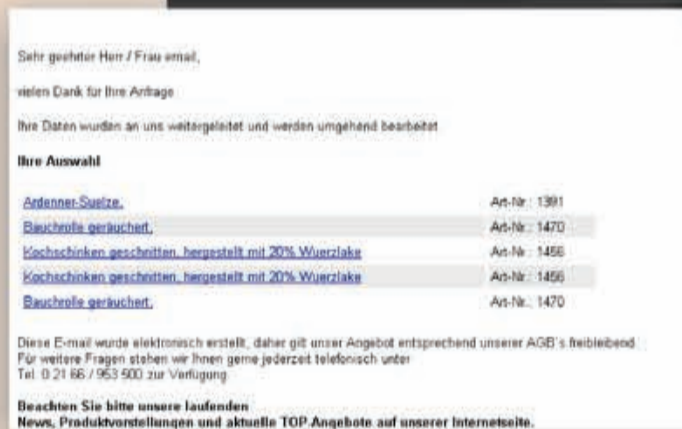 Sehr geehrter Herr / Frau email,
vielen Dank für Ihre Anfrage
Ihre Daten wurden an uns weitergeleitet und werden umgehend bearbeitet
Ihre Auswahl
Ardenner-Suelze, Art-Nr.: 1391
Bauchrolle geräuchert, Art-Nr.: 1470
Kochschinken geschnitten, hergestellt mit 20% Wuerzlake Art-Nr.: 1456
Kochschinken geschnitten, hergestellt mit 20% Wuerzlake Art-Nr.: 1456
Bauchrolle geräuchert, Art-Nr.: 1470
Diese E-mail wurde elektronisch erstellt, daher gilt unser Angebot entsprechend unserer AGB's freibleibend
Für weitere Fragen stehen wir Ihnen gerne jederzeit telefonisch unter
Tel. 0 21 66 / 953 500 zur Verfügung
Beachten Sie bitte unsere laufenden
News, Produktvorstellungen und aktuelle TOP Angebote auf unserer Internetseite.